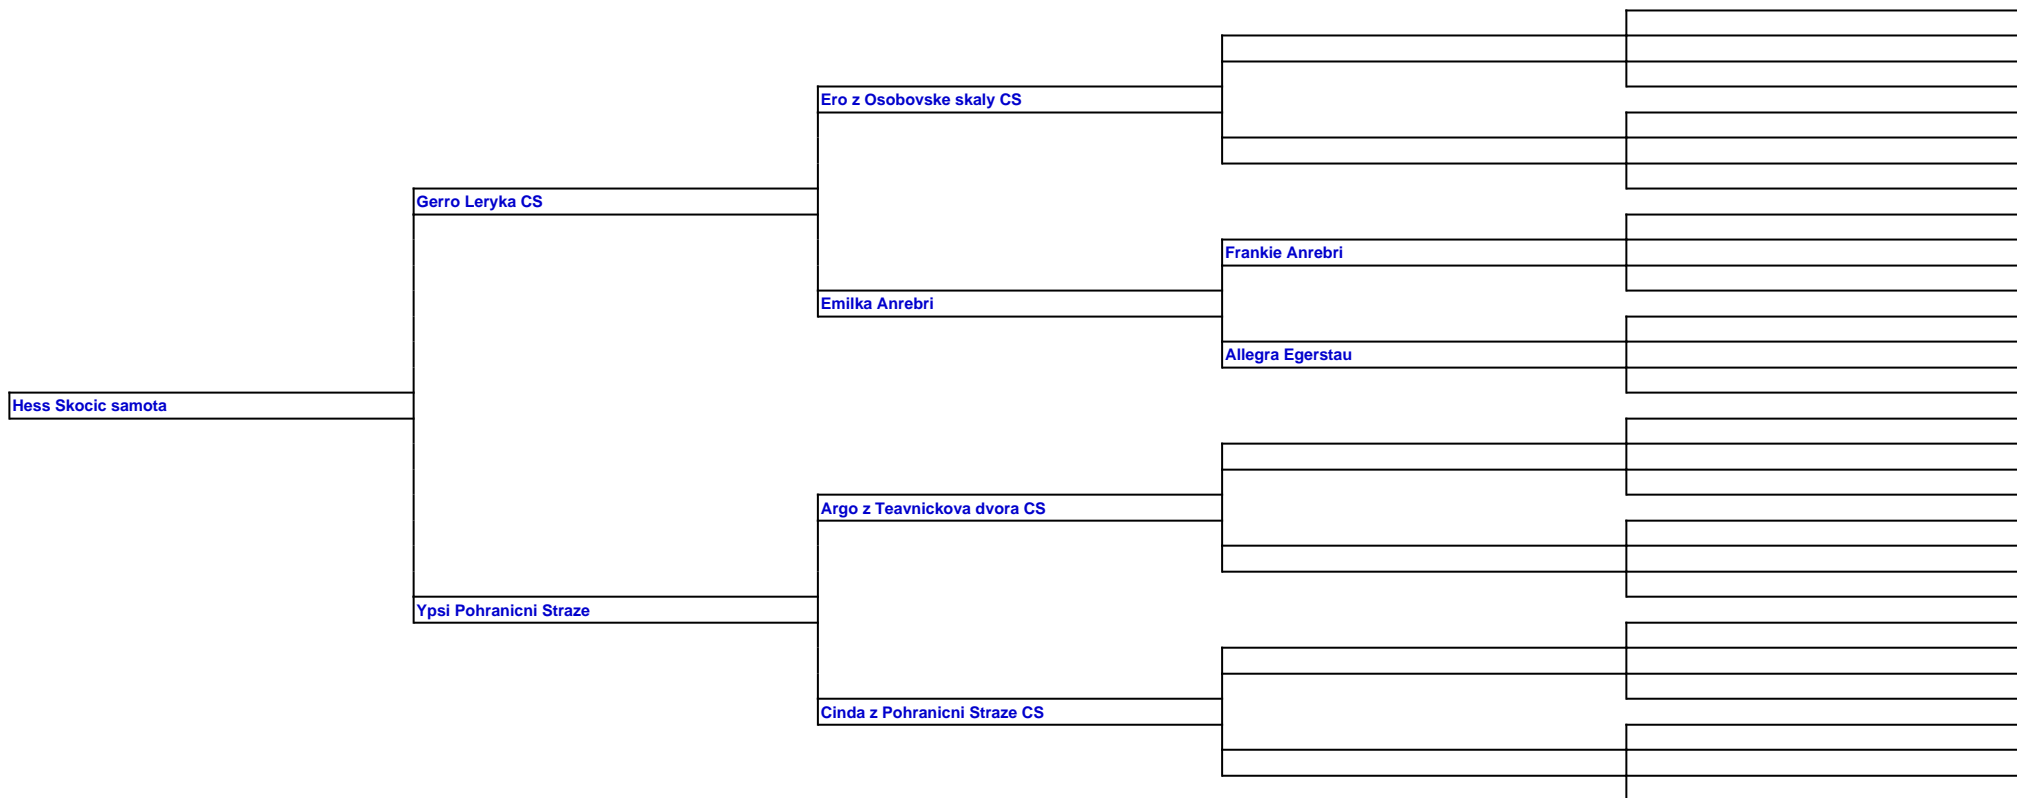 Ero z Osobovske skaly CS
Gerro Leryka CS
Frankie Anrebri
Emilka Anrebri
Allegra Egerstau
Hess Skocic samota
Argo z Teavnickova dvora CS
Ypsi Pohranicni Straze
Cinda z Pohranicni Straze CS